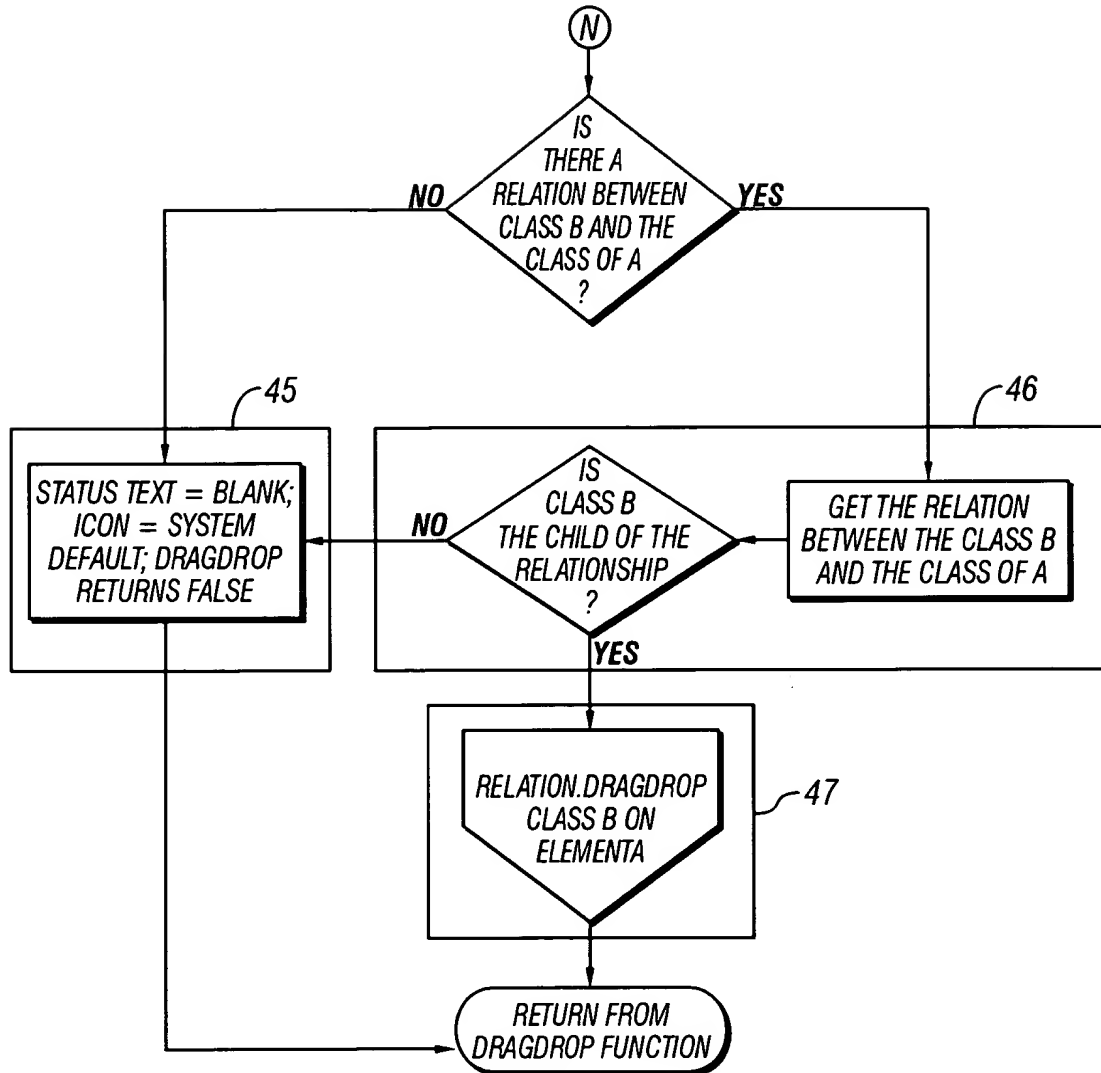 N
IS
THERE A
RELATION BETWEEN
CLASS B AND THE
CLASS OF A
?
NO
YES
45
46
STATUS TEXT = BLANK;
ICON = SYSTEM
DEFAULT; DRAGDROP
RETURNS FALSE
NO
IS
CLASS B
THE CHILD OF THE
RELATIONSHIP
?
YES
GET THE RELATION
BETWEEN THE CLASS B
AND THE CLASS OF A
RELATION.DRAGDROP
CLASS B ON
ELEMENTA
47
RETURN FROM
DRAGDROP FUNCTION